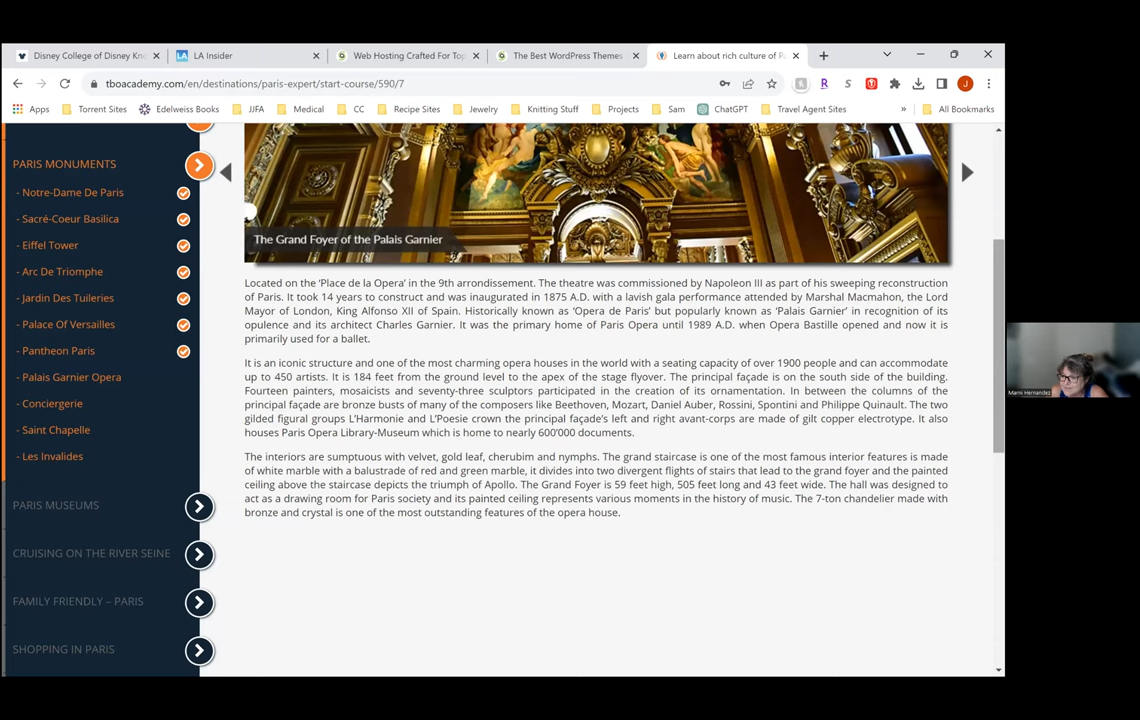 Disney College of Disney Kno
LA Insider
Web Hosting Crafted For Top
The Best WordPress Themes
Learn about rich culture of Pa
tboacademy.com/en/destinations/paris-expert/start-course/590/7
Apps
Torrent Sites
Edelweiss Books
JJFA
Medical
CC
Recipe Sites
Jewelry
Knitting Stuff
Projects
Sam
ChatGPT
Travel Agent Sites
»
All Bookmarks
PARIS MONUMENTS
- Notre-Dame De Paris
- Sacré-Coeur Basilica
- Eiffel Tower
- Arc De Triomphe
- Jardin Des Tuileries
- Palace Of Versailles
- Pantheon Paris
- Palais Garnier Opera
- Conciergerie
- Saint Chapelle
- Les Invalides
PARIS MUSEUMS
CRUISING ON THE RIVER SEINE
FAMILY FRIENDLY – PARIS
SHOPPING IN PARIS
The Grand Foyer of the Palais Garnier
Located on the 'Place de la Opera' in the 9th arrondissement. The theatre was commissioned by Napoleon III as part of his sweeping reconstruction
of Paris. It took 14 years to construct and was inaugurated in 1875 A.D. with a lavish gala performance attended by Marshal Macmahon, the Lord
Mayor of London, King Alfonso XII of Spain. Historically known as 'Opera de Paris' but popularly known as 'Palais Garnier' in recognition of its
opulence and its architect Charles Garnier. It was the primary home of Paris Opera until 1989 A.D. when Opera Bastille opened and now it is
primarily used for a ballet.
It is an iconic structure and one of the most charming opera houses in the world with a seating capacity of over 1900 people and can accommodate
up to 450 artists. It is 184 feet from the ground level to the apex of the stage flyover. The principal façade is on the south side of the building.
Fourteen painters, mosaicists and seventy-three sculptors participated in the creation of its ornamentation. In between the columns of the
principal façade are bronze busts of many of the composers like Beethoven, Mozart, Daniel Auber, Rossini, Spontini and Philippe Quinault. The two
gilded figural groups L'Harmonie and L'Poesie crown the principal façade's left and right avant-corps are made of gilt copper electrotype. It also
houses Paris Opera Library-Museum which is home to nearly 600'000 documents.
The interiors are sumptuous with velvet, gold leaf, cherubim and nymphs. The grand staircase is one of the most famous interior features is made
of white marble with a balustrade of red and green marble, it divides into two divergent flights of stairs that lead to the grand foyer and the painted
ceiling above the staircase depicts the triumph of Apollo. The Grand Foyer is 59 feet high, 505 feet long and 43 feet wide. The hall was designed to
act as a drawing room for Paris society and its painted ceiling represents various moments in the history of music. The 7-ton chandelier made with
bronze and crystal is one of the most outstanding features of the opera house.
Marni Hernandez